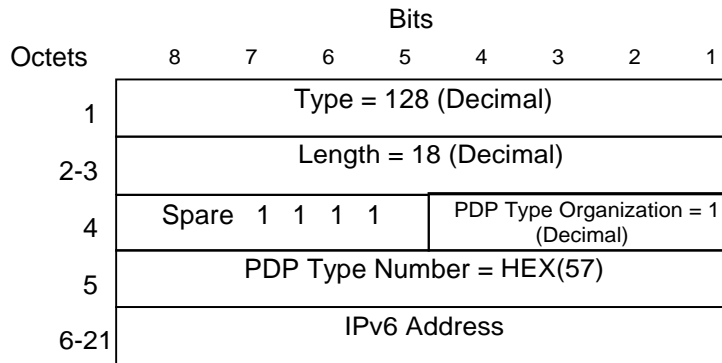 Bits
Octets 8 7 6 5 4 3 2 1
1 Type = 128 (Decimal)
2-3 Length = 18 (Decimal)
4 Spare 1 1 1 1 PDP Type Organization = 1
(Decimal)
5 PDP Type Number = HEX(57)
6-21 IPv6 Address